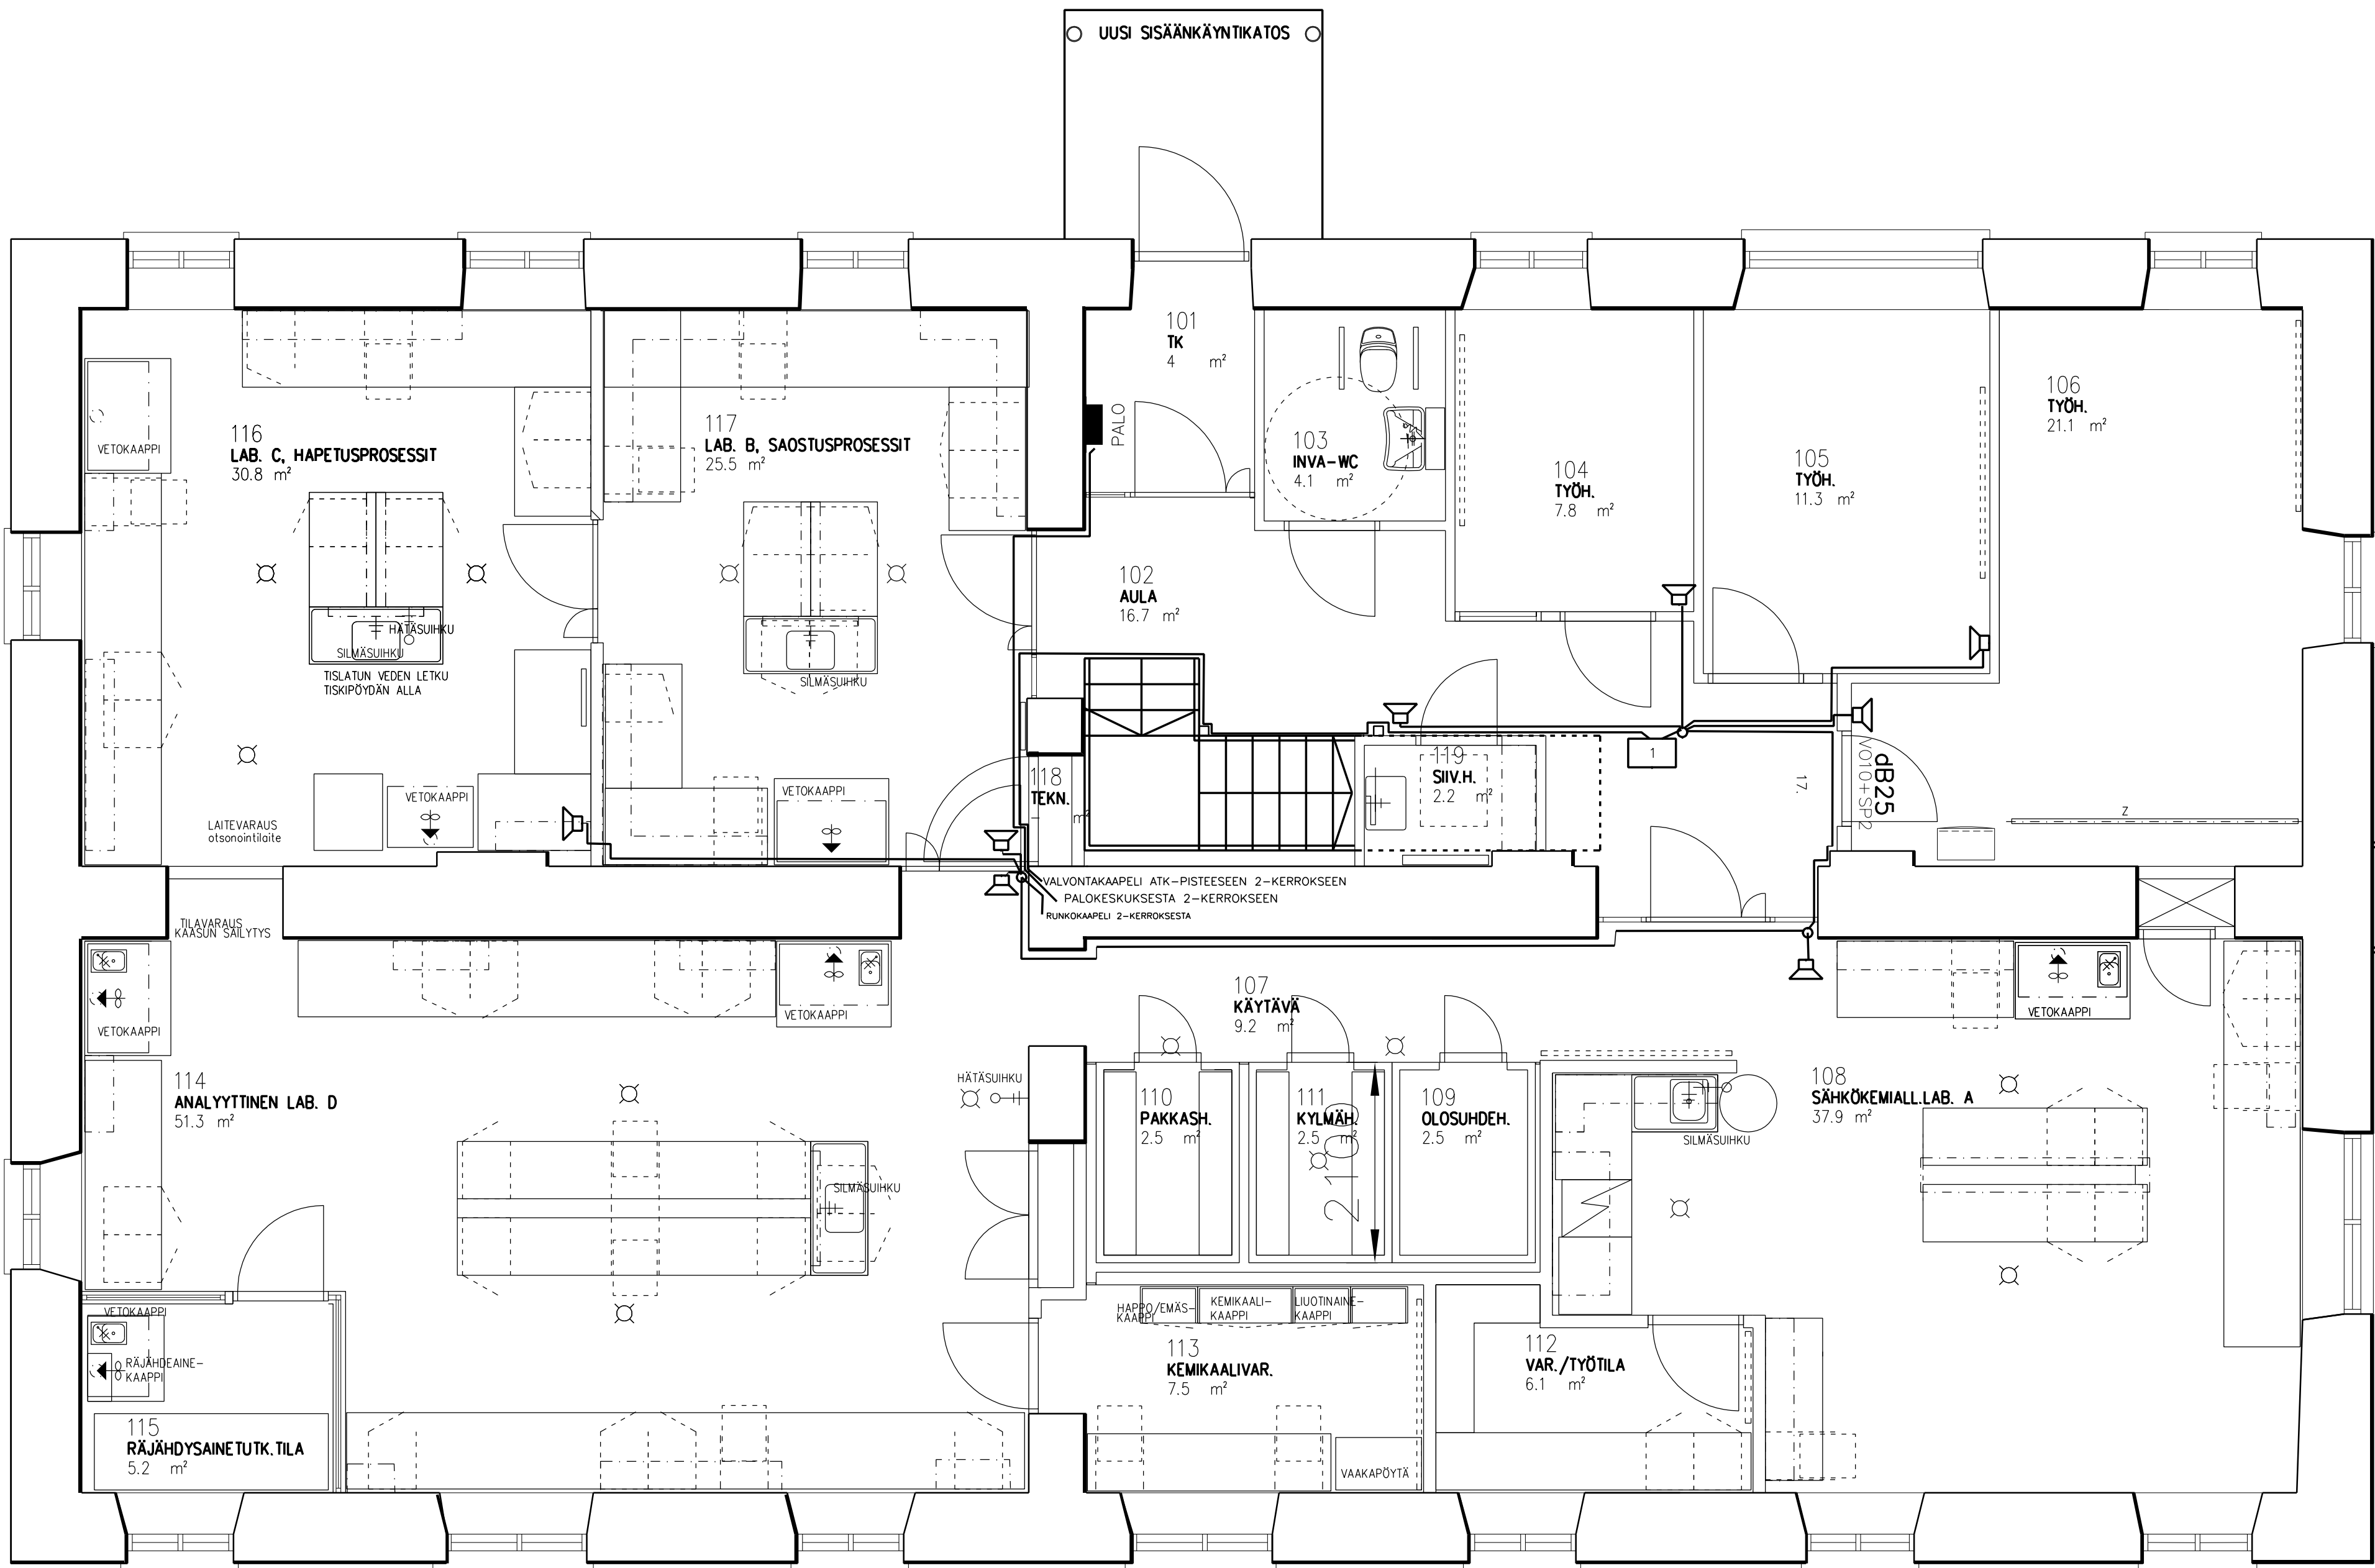 UUSI SISÄÄNKÄYNTIKATOS
101
TK
4 m²
PALO
116
LAB. C, HAPETUSPROSESSIT
30.8 m²
VETOKAAPPI
HÄTÄSUIHKU
SILMÄSUIHKU
TISLATUN VEDEN LETKU
TISKIPÖYDÄN ALLA
VETOKAAPPI
LAITEVARAUS
otsonointilaite
117
LAB. B, SAOSTUSPROSESSIT
25.5 m²
SILMÄSUIHKU
VETOKAAPPI
103
INVA-WC
4.1 m²
104
TYÖH.
7.8 m²
105
TYÖH.
11.3 m²
106
TYÖH.
21.1 m²
102
AULA
16.7 m²
118
TEKN.
m²
119
SIIV.H.
2.2 m²
1
17.
V010+SP2
dB25
Z
VALVONTAKAAPELI ATK-PISTEESEEN 2-KERROKSEEN
PALOKESKUKSESTA 2-KERROKSEEN
RUNKOKAAPELI 2-KERROKSESTA
TILAVARAUS
KAASUN SÄILYTYS
VETOKAAPPI
VETOKAAPPI
114
ANALYYTTINEN LAB. D
51.3 m²
HÄTÄSUIHKU
SILMÄSUIHKU
107
KÄYTÄVÄ
9.2 m²
110
PAKKASH.
2.5 m²
111
KYLMÄH.
2.5 m²
2100
109
OLOSUHDEH.
2.5 m²
108
SÄHKÖKEMIALL.LAB. A
37.9 m²
SILMÄSUIHKU
VETOKAAPPI
VETOKAAPPI
RÄJÄHDEAINE-
KAAPPI
115
RÄJÄHDYSAINETUTK.TILA
5.2 m²
HAPPO/EMÄS-
KAAPPI
KEMIKAALI-
KAAPPI
LIUOTINAINE-
KAAPPI
113
KEMIKAALIVAR.
7.5 m²
VAAKAPÖYTÄ
112
VAR./TYÖTILA
6.1 m²